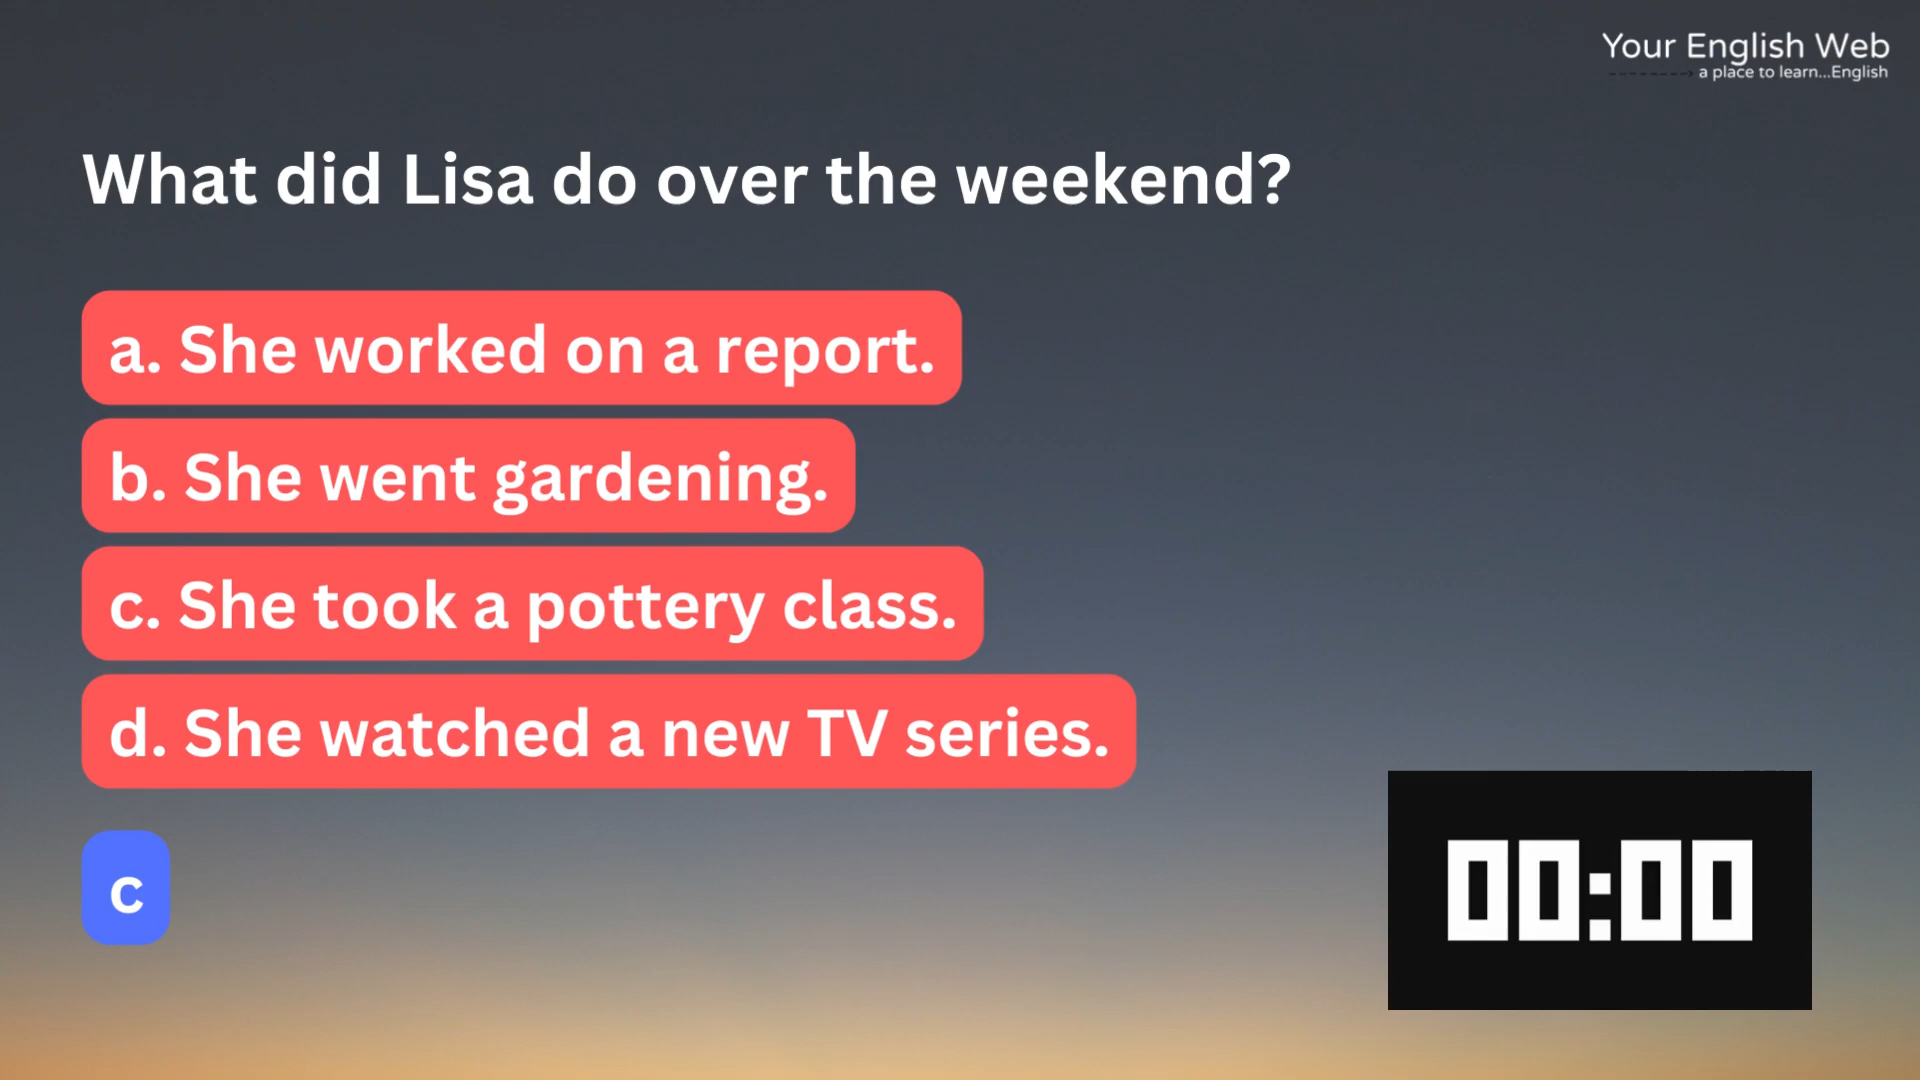 Your English Web
a place to learn...English
What did Lisa do over the weekend?
a. She worked on a report.
b. She went gardening.
c. She took a pottery class.
d. She watched a new TV series.
c
00:00